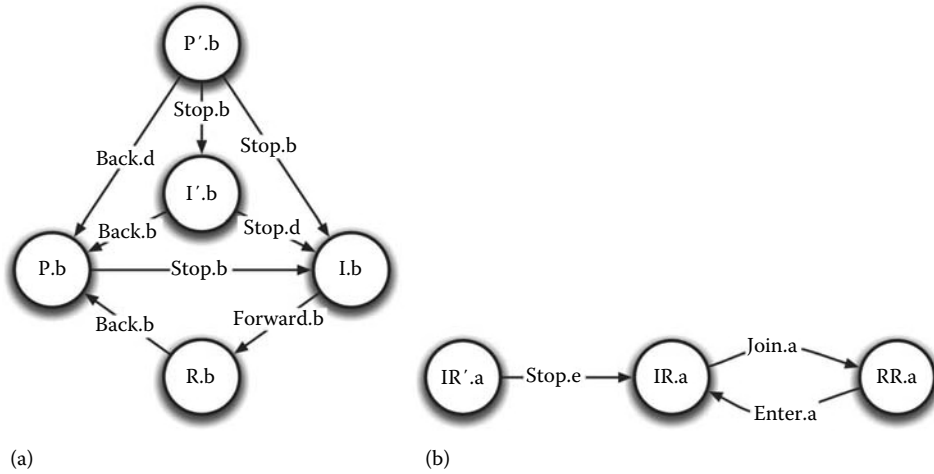 P′.b
Stop.b
Stop.b
Back.d
I′.b
Back.b
Stop.d
P.b
Stop.b
I.b
Back.b
Forward.b
R.b
IR′.a
Stop.e
IR.a
Join.a
RR.a
Enter.a
(a)
(b)